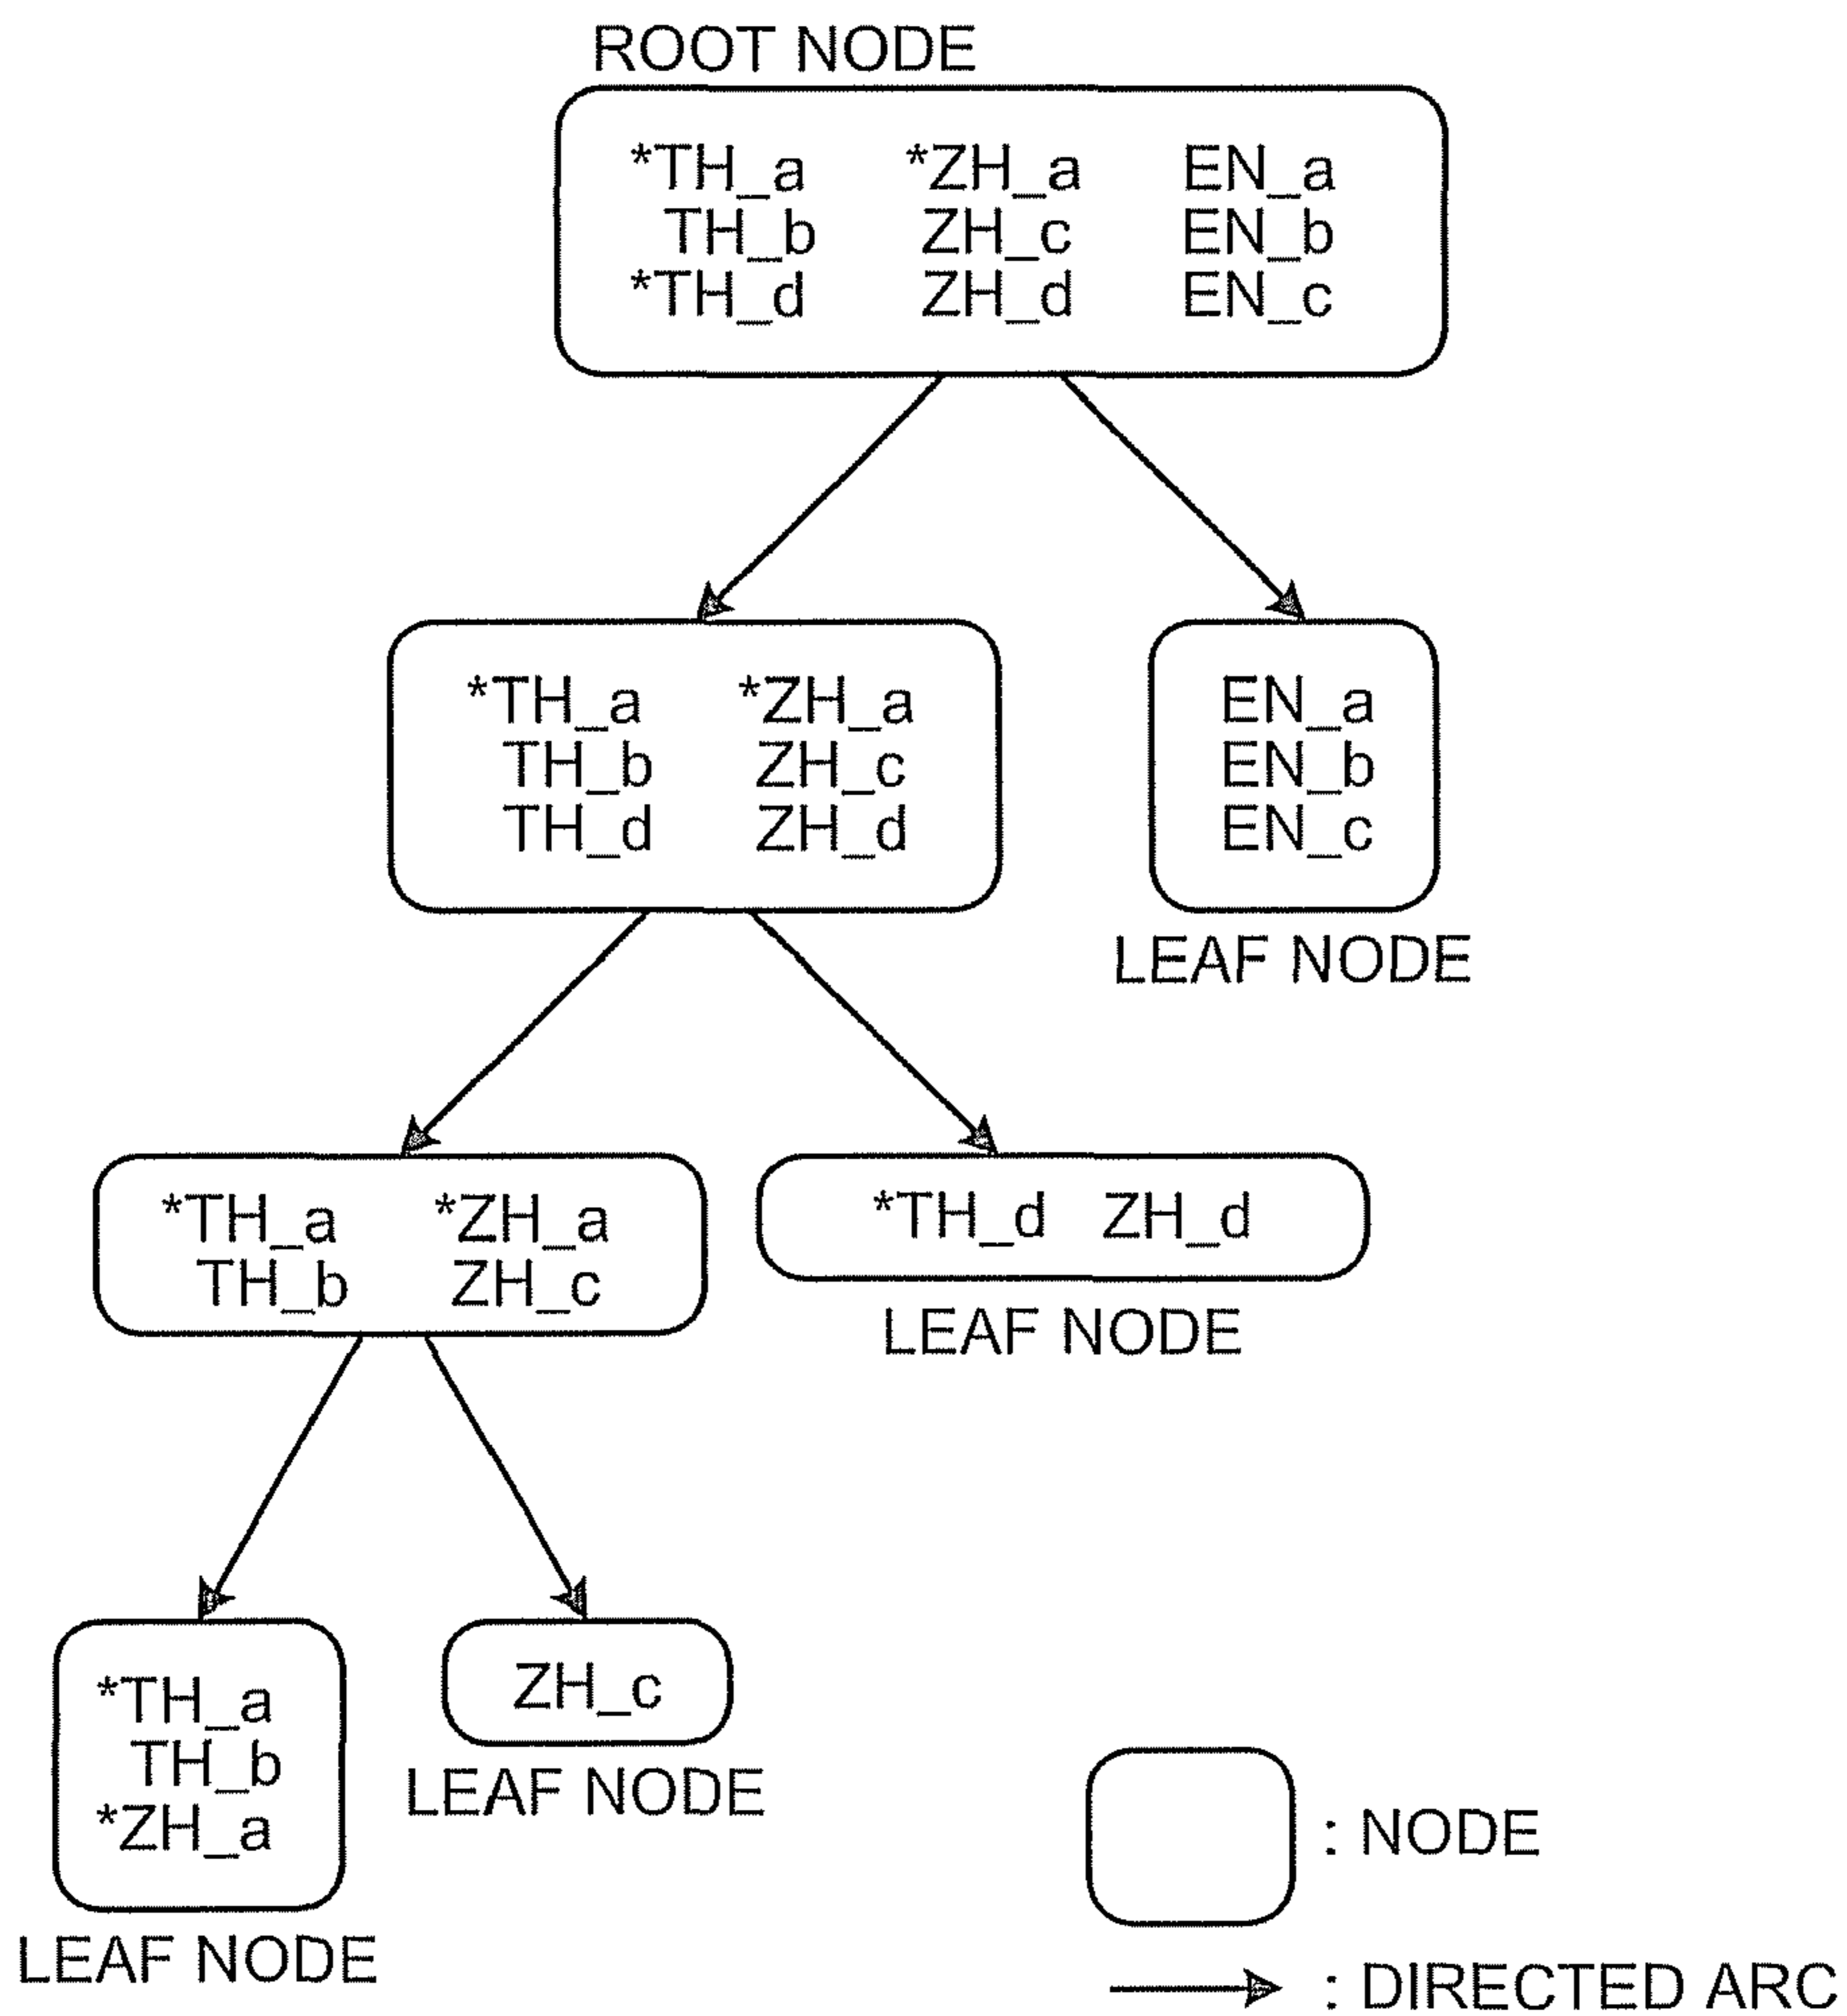 ROOT NODE
*TH_a *ZH_a EN_a
TH_b ZH_c EN_b
*TH_d ZH_d EN_c
*TH_a *ZH_a EN_a
TH_b ZH_c EN_b
TH_d ZH_d EN_c
LEAF NODE
*TH_a *ZH_a *TH_d ZH_d
TH_b ZH_c
LEAF NODE
*TH_a ZH_c
TH_b
*ZH_a
LEAF NODE
LEAF NODE
: NODE
: DIRECTED ARC